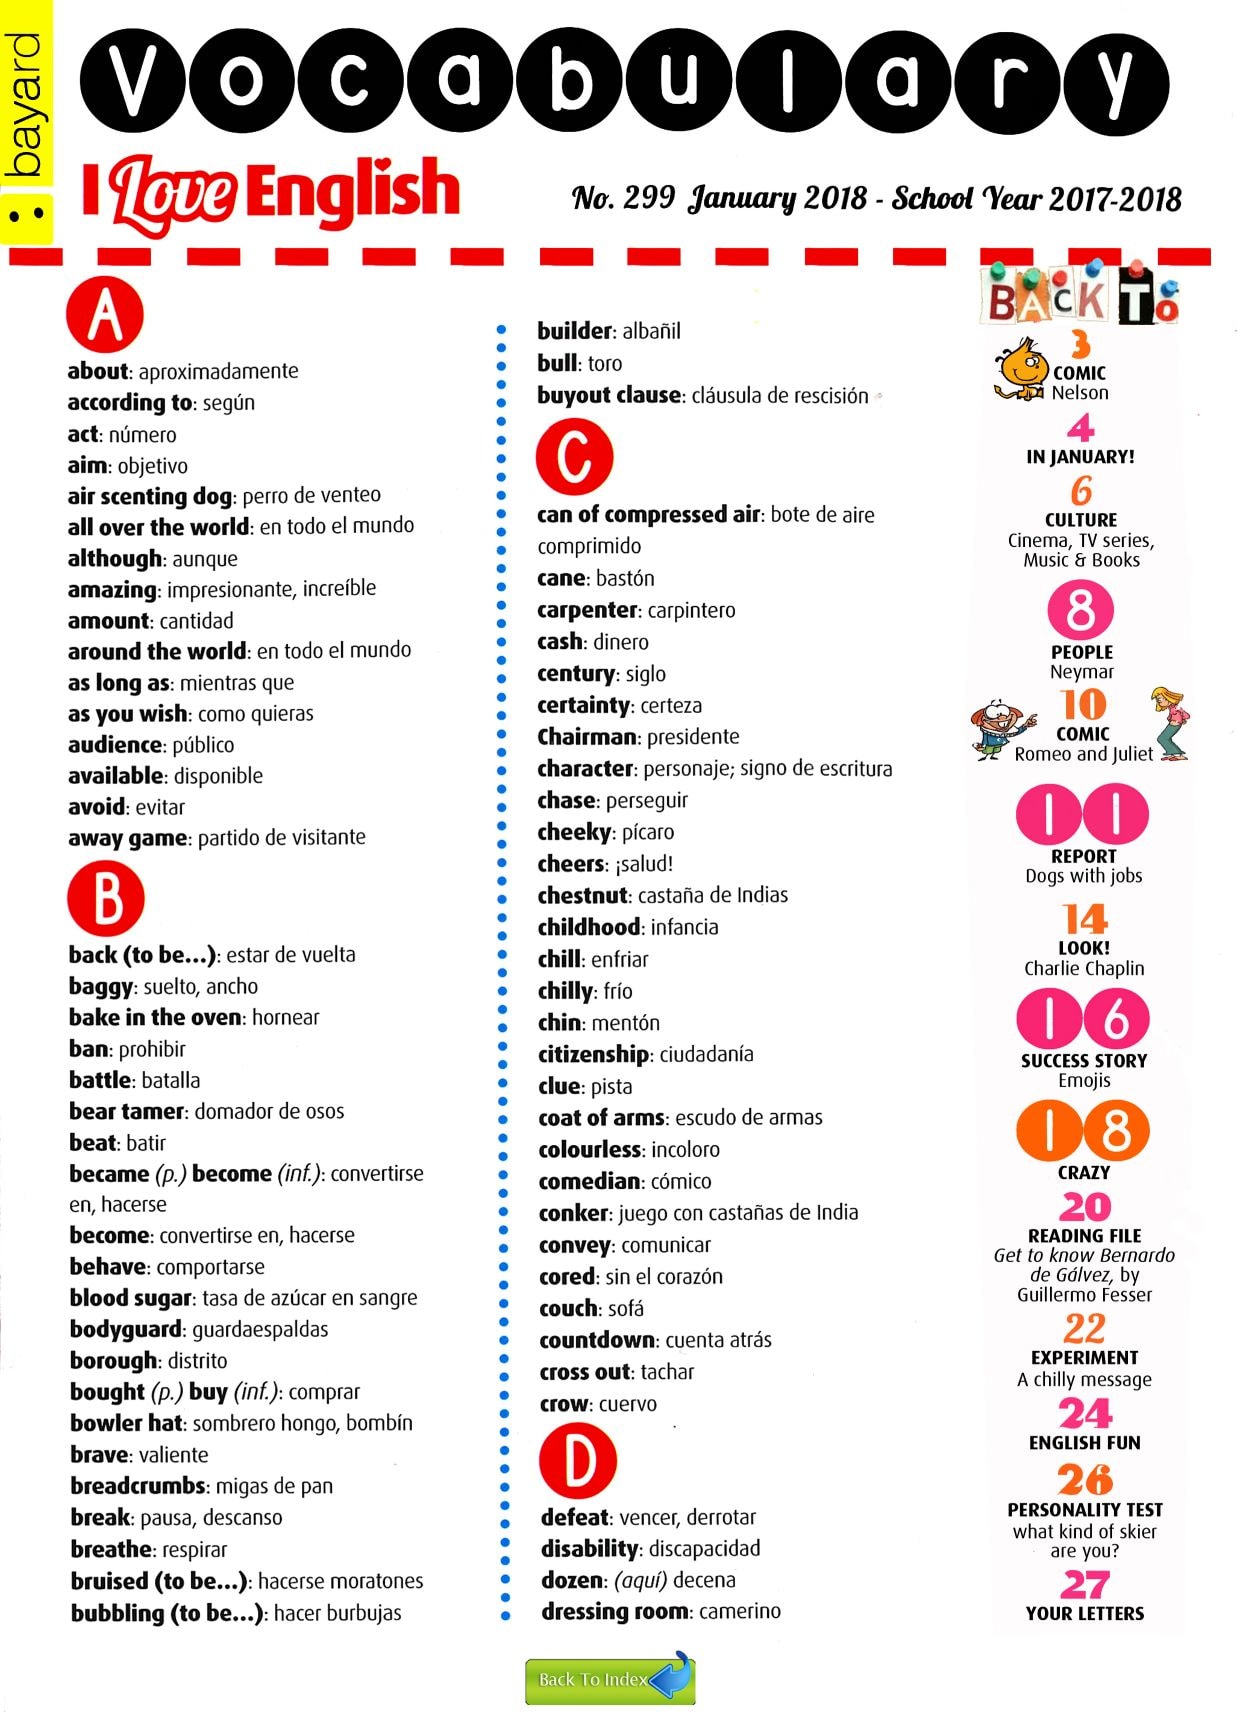 bayard
Vocabulary
I Love English
No. 299 January 2018 - School Year 2017-2018
A
about: aproximadamente
according to: según
act: número
aim: objetivo
air scenting dog: perro de venteo
all over the world: en todo el mundo
although: aunque
amazing: impresionante, increíble
amount: cantidad
around the world: en todo el mundo
as long as: mientras que
as you wish: como quieras
audience: público
available: disponible
avoid: evitar
away game: partido de visitante
B
back (to be...): estar de vuelta
baggy: suelto, ancho
bake in the oven: hornear
ban: prohibir
battle: batalla
bear tamer: domador de osos
beat: batir
became (p.) become (inf.): convertirse
en, hacerse
become: convertirse en, hacerse
behave: comportarse
blood sugar: tasa de azúcar en sangre
bodyguard: guardaespaldas
borough: distrito
bought (p.) buy (inf.): comprar
bowler hat: sombrero hongo, bombín
brave: valiente
breadcrumbs: migas de pan
break: pausa, descanso
breathe: respirar
bruised (to be...): hacerse moratones
bubbling (to be...): hacer burbujas
builder: albañil
bull: toro
buyout clause: cláusula de rescisión
C
can of compressed air: bote de aire
comprimido
cane: bastón
carpenter: carpintero
cash: dinero
century: siglo
certainty: certeza
Chairman: presidente
character: personaje; signo de escritura
chase: perseguir
cheeky: pícaro
cheers: ¡salud!
chestnut: castaña de Indias
childhood: infancia
chill: enfriar
chilly: frío
chin: mentón
citizenship: ciudadanía
clue: pista
coat of arms: escudo de armas
colourless: incoloro
comedian: cómico
conker: juego con castañas de India
convey: comunicar
cored: sin el corazón
couch: sofá
countdown: cuenta atrás
cross out: tachar
crow: cuervo
D
defeat: vencer, derrotar
disability: discapacidad
dozen: (aquí) decena
dressing room: camerino
BACK TO
3
COMIC
Nelson
4
IN JANUARY!
6
CULTURE
Cinema, TV series,
Music & Books
8
PEOPLE
Neymar
10
COMIC
Romeo and Juliet
11
REPORT
Dogs with jobs
14
LOOK!
Charlie Chaplin
16
SUCCESS STORY
Emojis
18
CRAZY
20
READING FILE
Get to know Bernardo
de Gálvez, by
Guillermo Fesser
22
EXPERIMENT
A chilly message
24
ENGLISH FUN
26
PERSONALITY TEST
what kind of skier
are you?
27
YOUR LETTERS
Back To Index